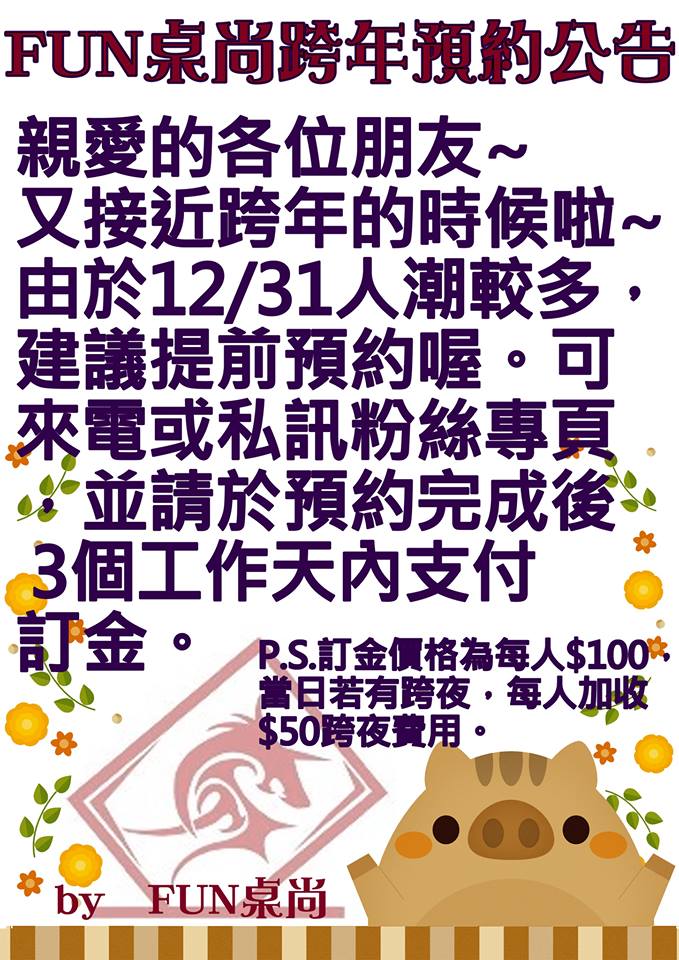 FUN桌尚跨年預約公告
親愛的各位朋友~
又接近跨年的時候啦~
由於12/31人潮較多，
建議提前預約喔。可
來電或私訊粉絲專頁
，並請於預約完成後
3個工作天內支付
訂金。
P.S.訂金價格為每人$100，
當日若有跨夜，每人加收
$50跨夜費用。
by FUN桌尚